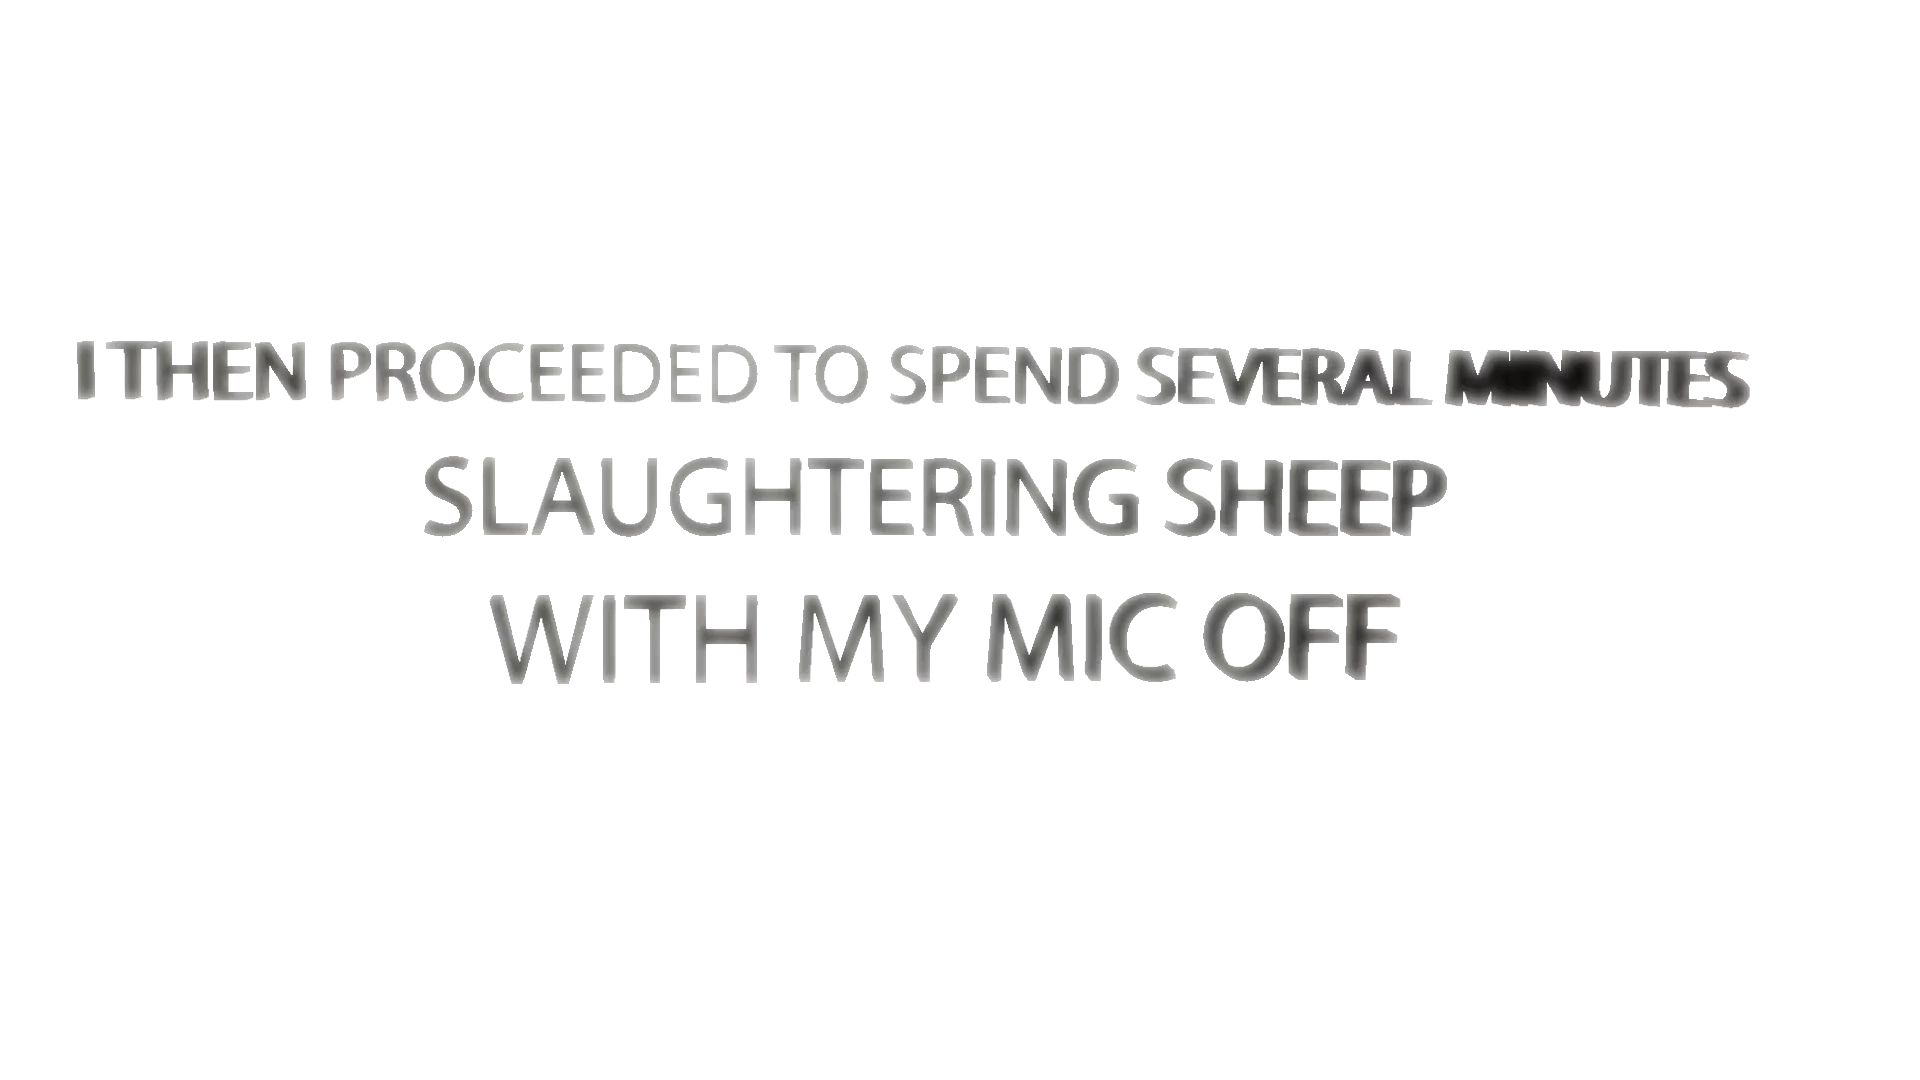 I THEN PROCEEDED TO SPEND SEVERAL MINUTES
SLAUGHTERING SHEEP
WITH MY MIC OFF